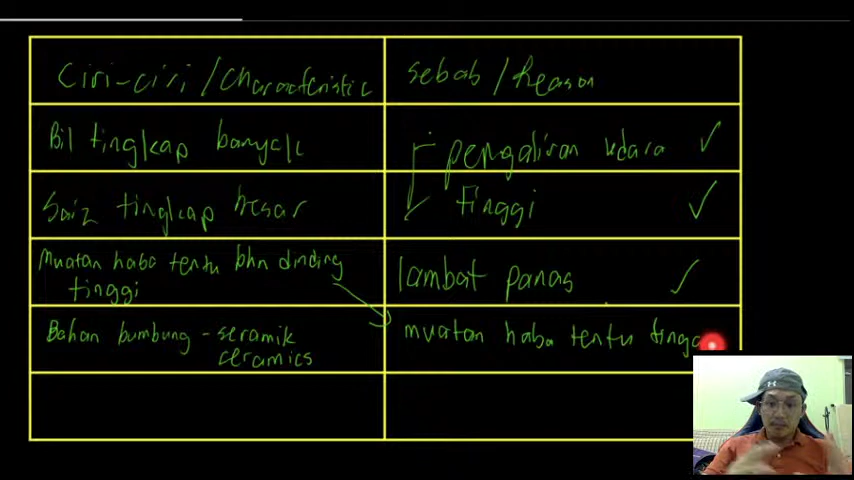 Ciri-ciri/Characteristic
sebab/Reason
Bil tingkap banyak
pengaliran udara ✓
Saiz tingkap besar
tinggi ✓
Muatan haba tentu bhn dinding
tinggi
lambat panas ✓
Bahan bumbung - seramik
ceramics
muatan haba tentu